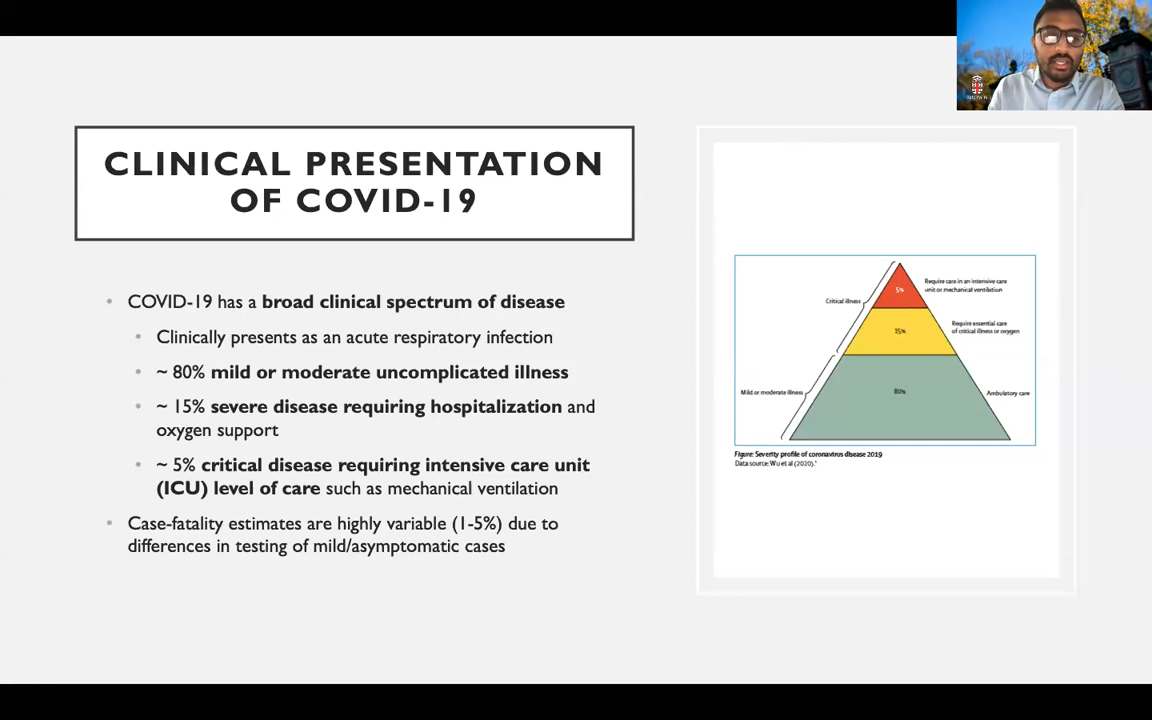 BROWN
CLINICAL PRESENTATION
OF COVID-19
• COVID-19 has a broad clinical spectrum of disease
• Clinically presents as an acute respiratory infection
• ~ 80% mild or moderate uncomplicated illness
• ~ 15% severe disease requiring hospitalization and
oxygen support
• ~ 5% critical disease requiring intensive care unit
(ICU) level of care such as mechanical ventilation
• Case-fatality estimates are highly variable (1-5%) due to
differences in testing of mild/asymptomatic cases
5%
Require care in an intensive care
unit or mechanical ventilation
Critical illness
15%
Require essential care
of critical illness or oxygen
Mild or moderate illness
80%
Ambulatory care
Figure: Severity profile of coronavirus disease 2019
Data source: Wu et al (2020).¹